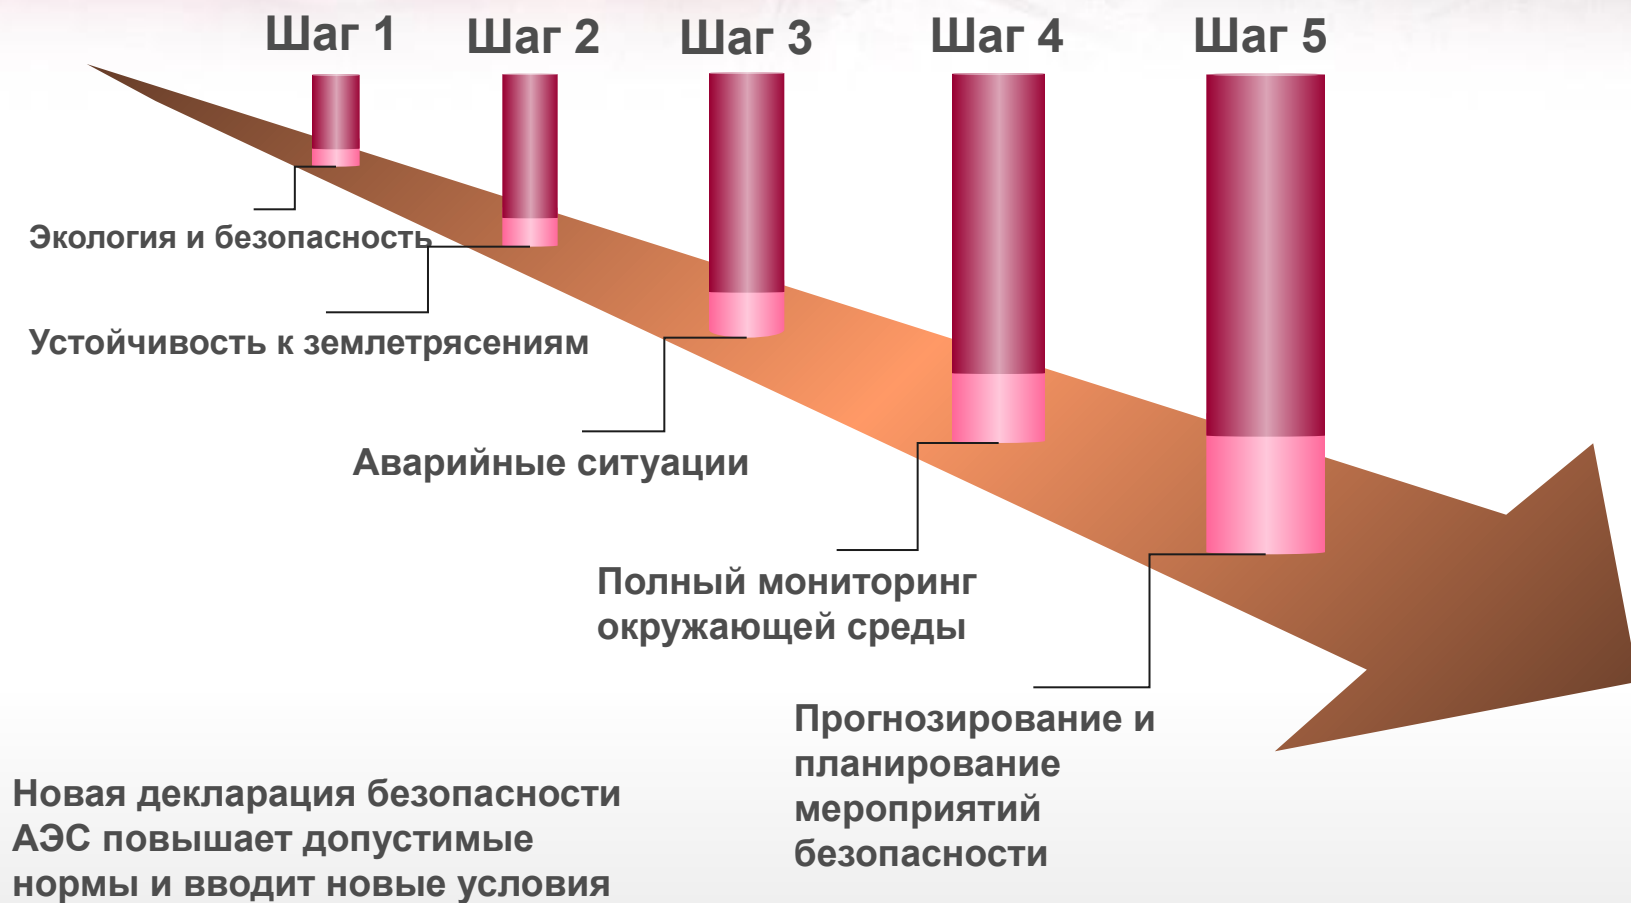 Шаг 1
Шаг 2
Шаг 3
Шаг 4
Шаг 5
Экология и безопасность
Устойчивость к землетрясениям
Аварийные ситуации
Полный мониторинг
окружающей среды
Прогнозирование и
планирование
мероприятий
безопасности
Новая декларация безопасности
АЭС повышает допустимые
нормы и вводит новые условия